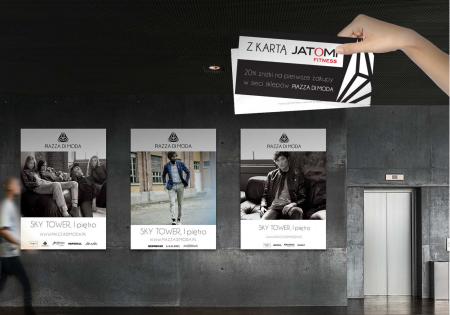 Z KARTĄ JATOMI
FITNESS
20% zniżki na pierwsze zakupy
w sieci sklepów PIAZZA DI MODA
PIAZZA DI MODA
SKY TOWER, I piętro
WWW.PIAZZADIMODA.PL
PIAZZA DI MODA
SKY TOWER, I piętro
WWW.PIAZZADIMODA.PL
PIAZZA DI MODA
SKY TOWER, I piętro
WWW.PIAZZADIMODA.PL